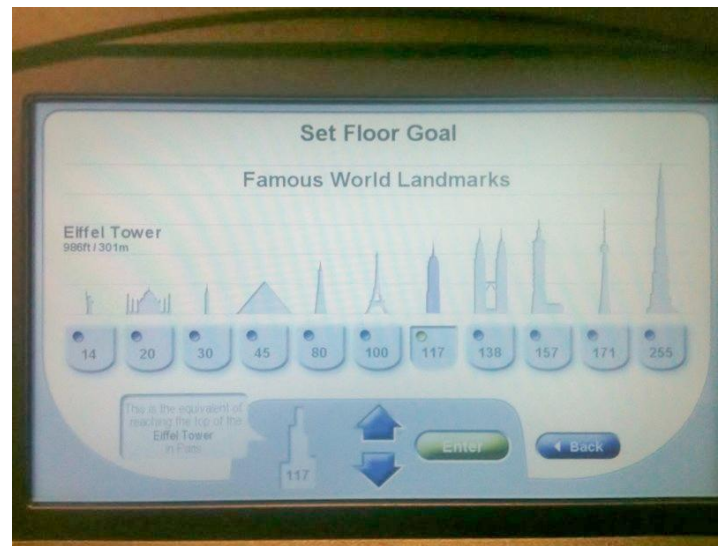 Set Floor Goal
Famous World Landmarks
Eiffel Tower
986ft / 301m
14 20 30 45 80 100 117 138 157 171 255
This is the equivalent of
reaching the top of the
Eiffel Tower
in Paris
117
Enter
Back